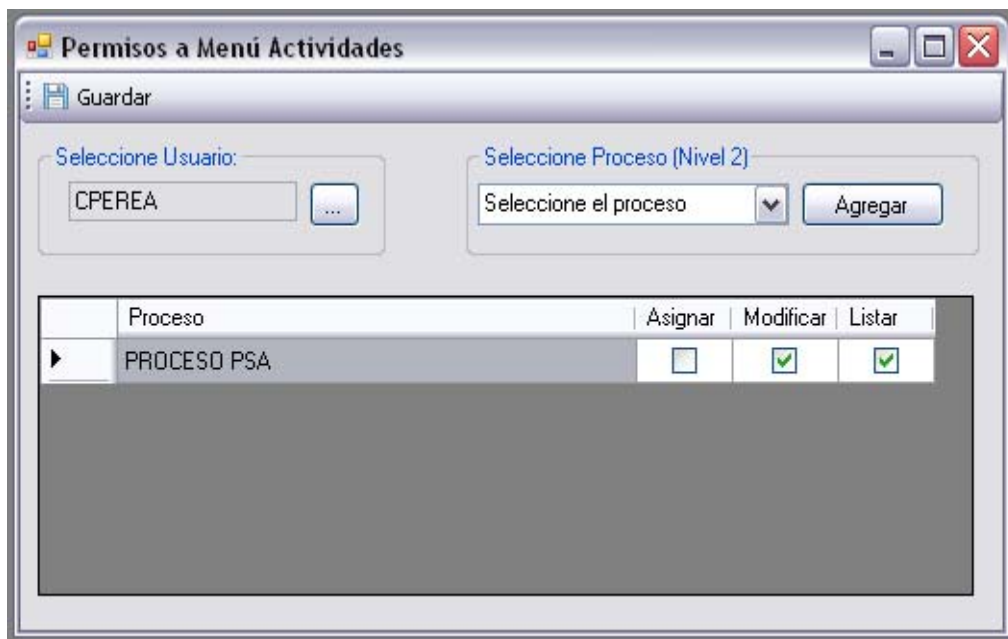 Permisos a Menú Actividades
Guardar
Seleccione Usuario:
CPEREA
...
Seleccione Proceso (Nivel 2)
Seleccione el proceso
Agregar
Proceso Asignar Modificar Listar
PROCESO PSA